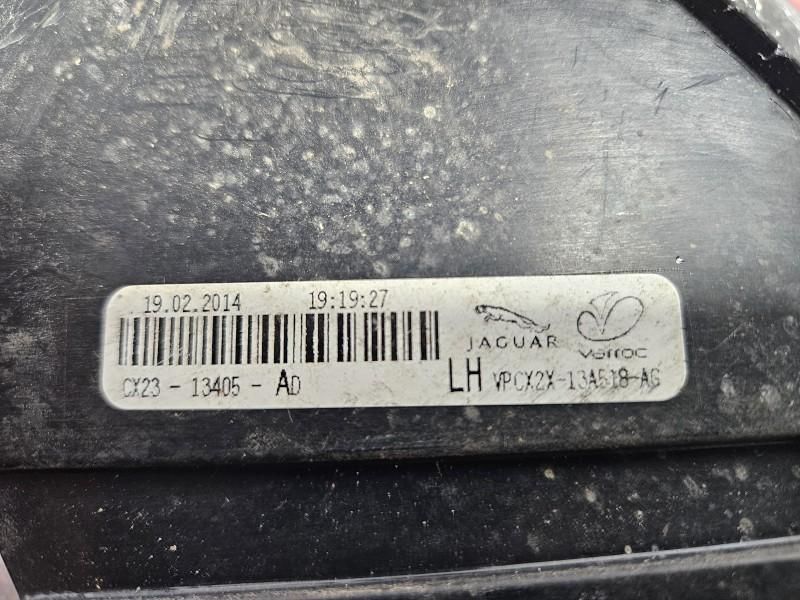 19.02.2014 19:19:27
JAGUAR varroc
CX23 - 13405 - AD LH VPCX2X-13A518-AG